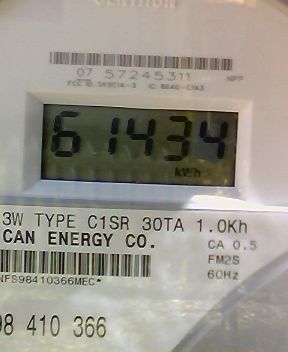 07 57245311
61434
kWh
3W TYPE C1SR 30TA 1.0Kh
CAN ENERGY CO.
CA 0.5
FM2S
60Hz
NFS98410366MEC*
98 410 366